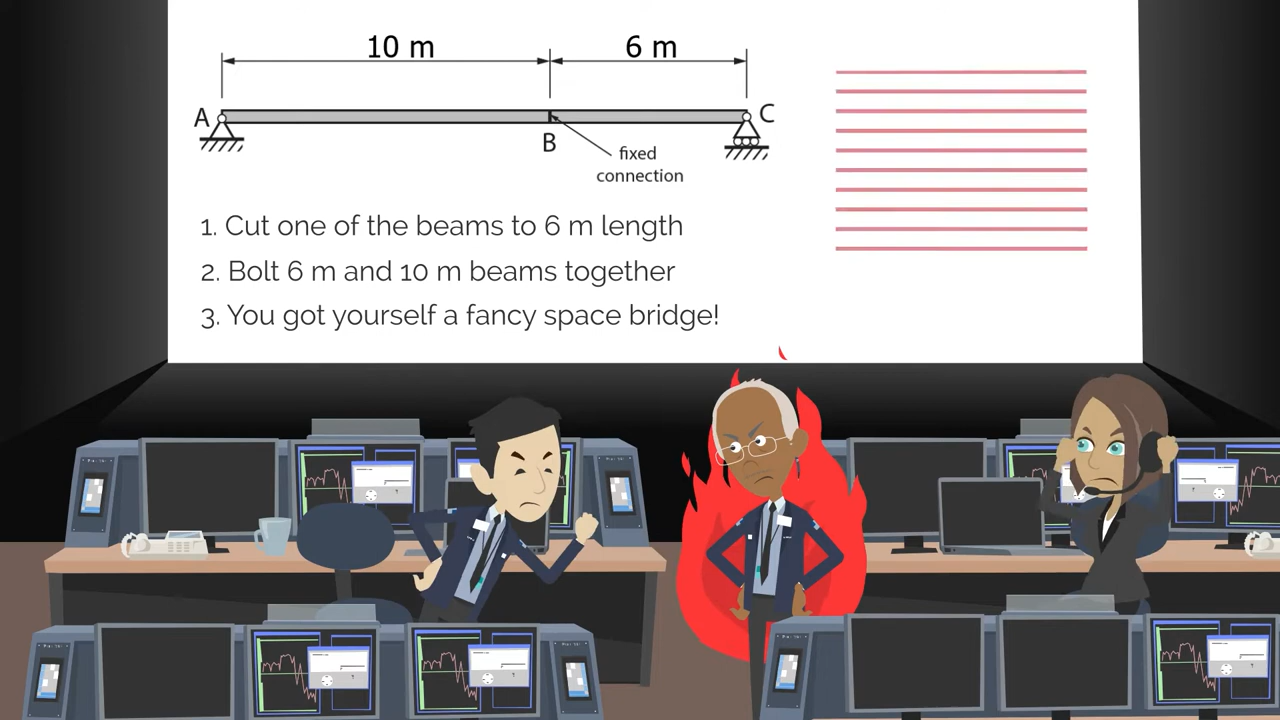 10 m
6 m
A
C
B
fixed
connection
1. Cut one of the beams to 6 m length
2. Bolt 6 m and 10 m beams together
3. You got yourself a fancy space bridge!